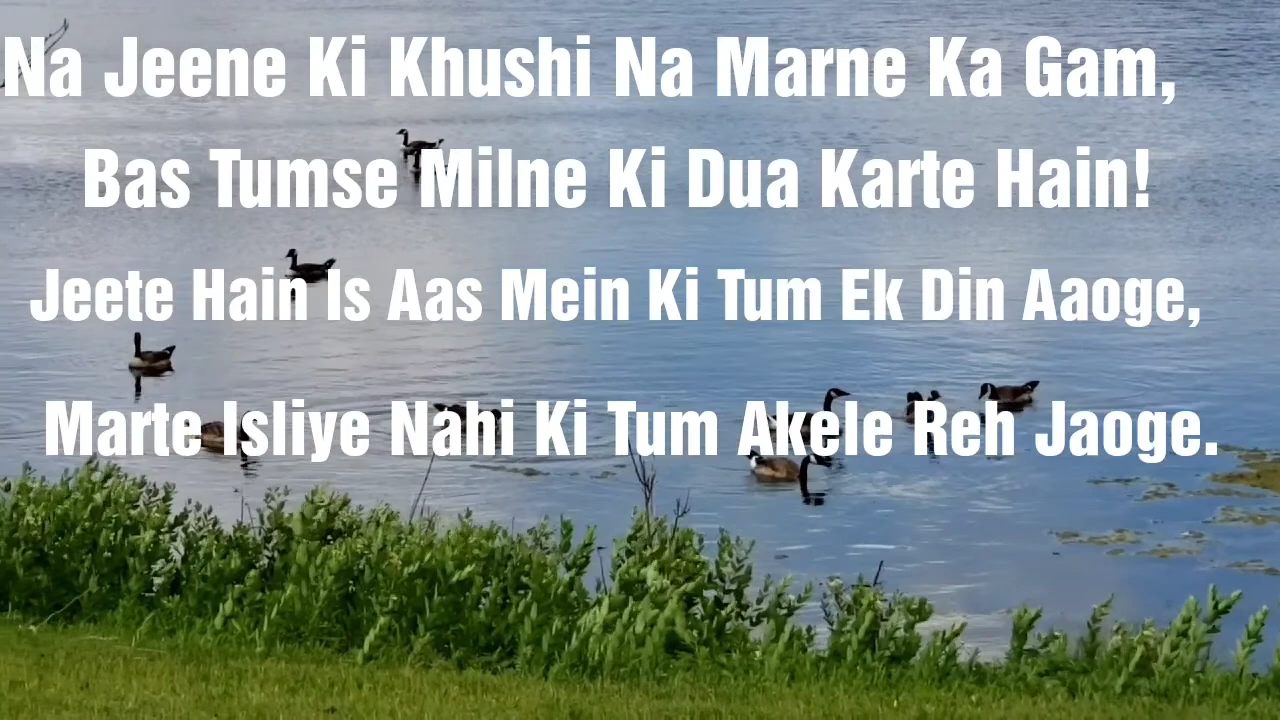 Na Jeene Ki Khushi Na Marne Ka Gam,
Bas Tumse Milne Ki Dua Karte Hain!
Jeete Hain Is Aas Mein Ki Tum Ek Din Aaoge,
Marte Isliye Nahi Ki Tum Akele Reh Jaoge.